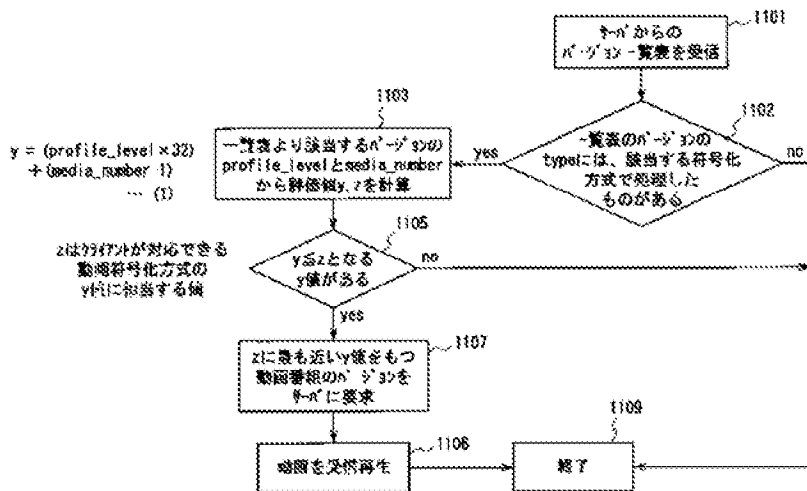 1101
サーバからの
バージョン一覧表を受信
1102
一覧表のバージョンの
typeには、該当する符号化
方式で処理した
ものがある
yes
no
1103
一覧表より該当するバージョンの
profile_levelとmedia_number
から評価値y,zを計算
y = (profile_level×32)
+(media_number 1)
… (1)
zはクライアントが対応できる
動画符号化方式の
y値に相当する値
1105
y≦zとなる
y値がある
no
yes
1107
zに最も近いy値をもつ
動画番組のバージョンを
サーバに要求
1108
動画を受信再生
1109
終了